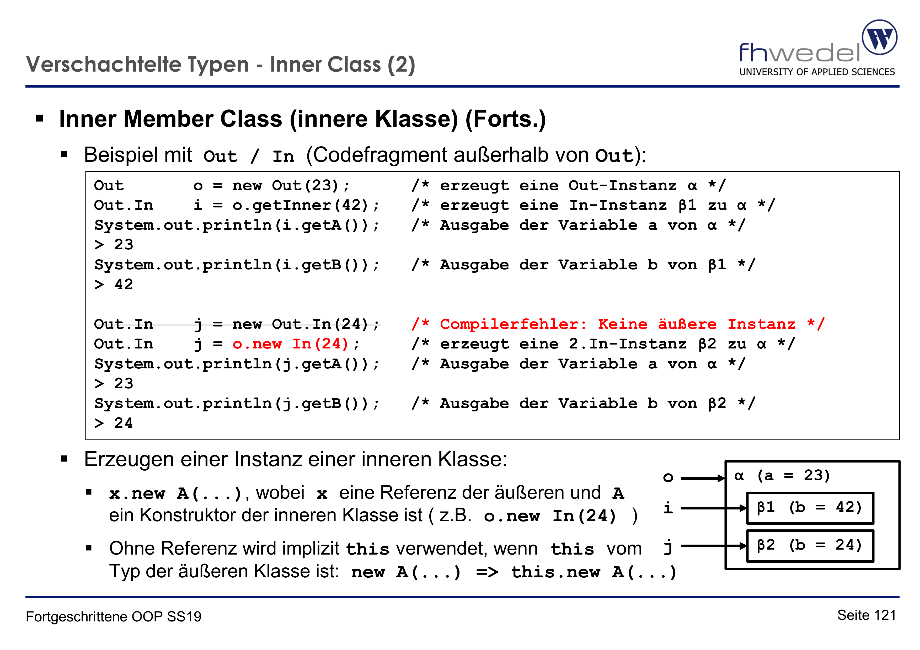 Verschachtelte Typen - Inner Class (2)
fhwedel
UNIVERSITY OF APPLIED SCIENCES
W
▪ Inner Member Class (innere Klasse) (Forts.)
▪ Beispiel mit Out / In (Codefragment außerhalb von Out):
Out       o = new Out(23);      /* erzeugt eine Out-Instanz α */
Out.In    i = o.getInner(42);   /* erzeugt eine In-Instanz β1 zu α */
System.out.println(i.getA());   /* Ausgabe der Variable a von α */
> 23
System.out.println(i.getB());   /* Ausgabe der Variable b von β1 */
> 42
Out.In    j = new Out.In(24);   /* Compilerfehler: Keine äußere Instanz */
Out.In    j = o.new In(24);     /* erzeugt eine 2.In-Instanz β2 zu α */
System.out.println(j.getA());   /* Ausgabe der Variable a von α */
> 23
System.out.println(j.getB());   /* Ausgabe der Variable b von β2 */
> 24
▪ Erzeugen einer Instanz einer inneren Klasse:
▪ x.new A(...), wobei x eine Referenz der äußeren und A
ein Konstruktor der inneren Klasse ist ( z.B. o.new In(24) )
▪ Ohne Referenz wird implizit this verwendet, wenn this vom
Typ der äußeren Klasse ist: new A(...) => this.new A(...)
o α (a = 23)
i β1 (b = 42)
j β2 (b = 24)
Fortgeschrittene OOP SS19
Seite 121